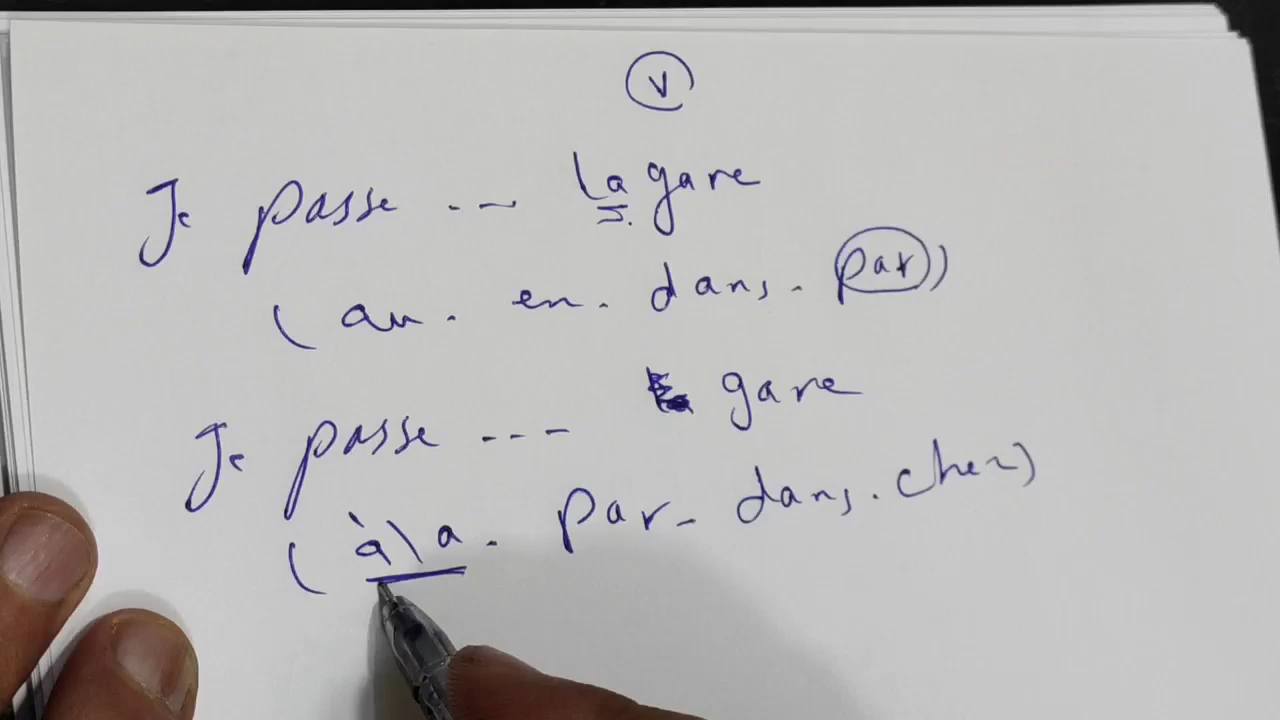 v
Je passe ... la gare
( au . en . dans . par )
Je passe --- gare
( à la . par - dans . chez )